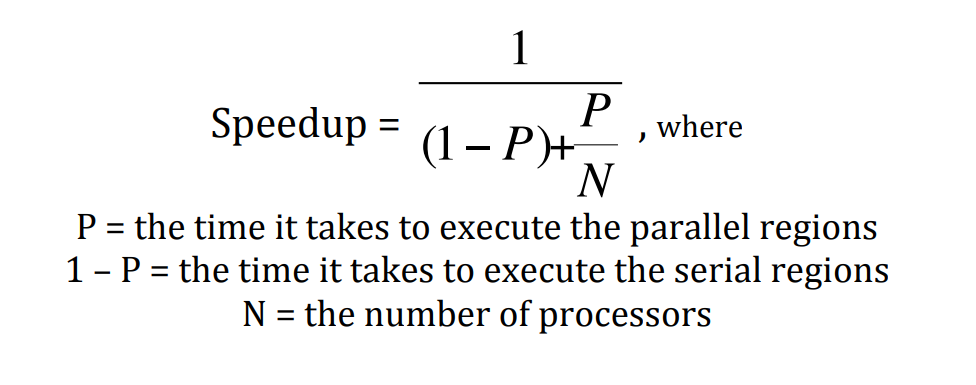 Speedup = 1 / ((1 – P)+ P/N) , where
P = the time it takes to execute the parallel regions
1 – P = the time it takes to execute the serial regions
N = the number of processors